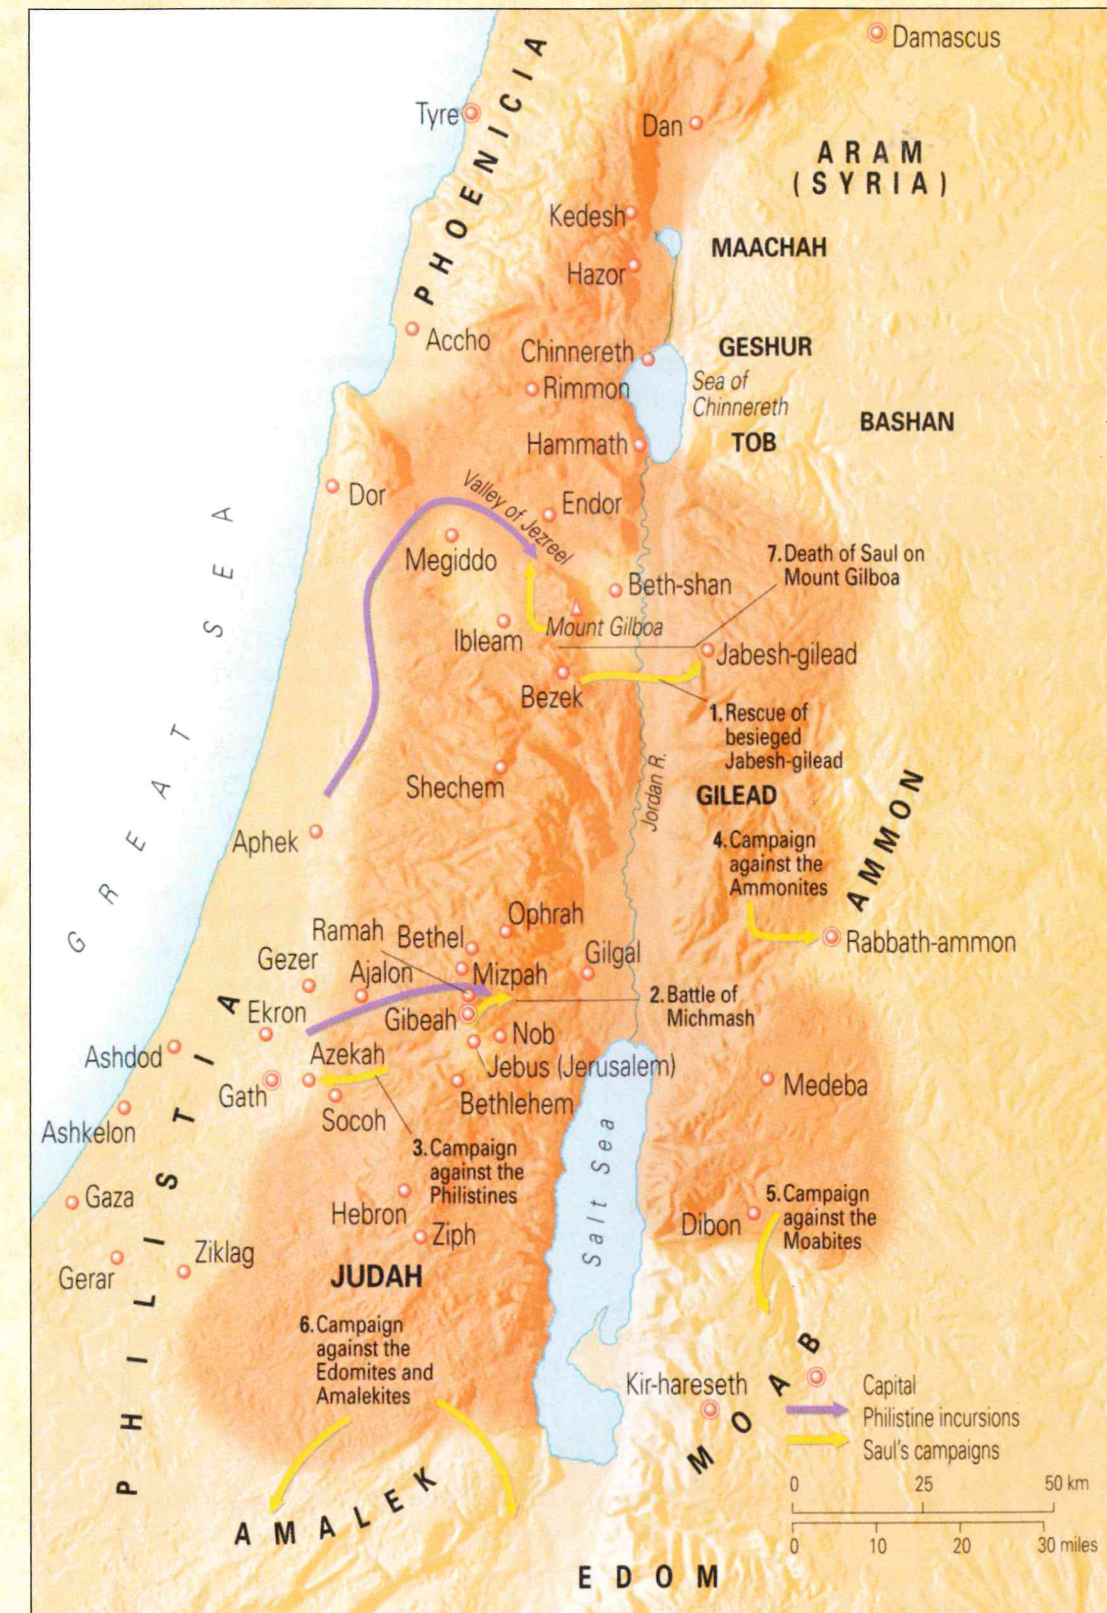 Damascus
PHOENICIA
Tyre
Dan
ARAM
(SYRIA)
Kedesh
MAACHAH
Hazor
Accho
Chinnereth
GESHUR
Rimmon
Sea of
Chinnereth
BASHAN
Hammath
TOB
Dor
Valley of Jezreel
Endor
Megiddo
7. Death of Saul on
Mount Gilboa
Beth-shan
Ibleam
Mount Gilboa
Jabesh-gilead
Bezek
1. Rescue of
besieged
Jabesh-gilead
GREAT SEA
Shechem
Jordan R.
GILEAD
Aphek
4. Campaign
against the
Ammonites
AMMON
Rabbath-ammon
Ophrah
Ramah
Bethel
Gilgal
Gezer
Ajalon
Mizpah
Ekron
Gibeah
2. Battle of
Michmash
Nob
Ashdod
Azekah
Jebus (Jerusalem)
Gath
Socoh
Bethlehem
Medeba
Ashkelon
3. Campaign
against the
Philistines
Salt Sea
Gaza
Hebron
Dibon
5. Campaign
against the
Moabites
Ziph
Gerar
Ziklag
JUDAH
PHILISTIA
6. Campaign
against the
Edomites and
Amalekites
Kir-hareseth
MOAB
AMALEK
EDOM
Capital
Philistine incursions
Saul's campaigns
0 25 50 km
0 10 20 30 miles